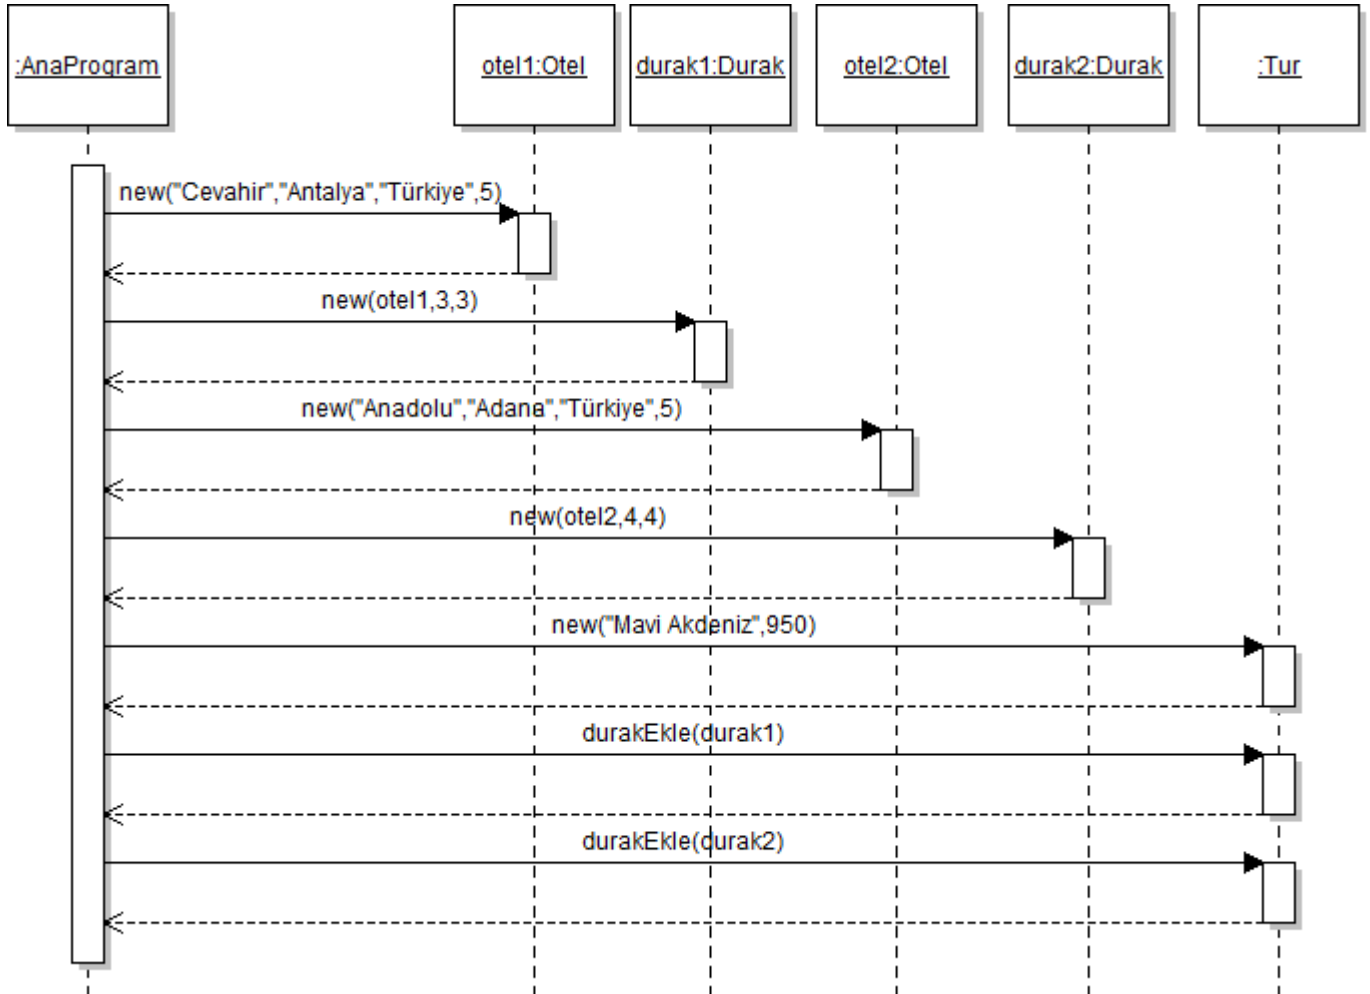 :AnaProgram
otel1:Otel
durak1:Durak
otel2:Otel
durak2:Durak
:Tur
new("Cevahir","Antalya","Türkiye",5)
new(otel1,3,3)
new("Anadolu","Adana","Türkiye",5)
new(otel2,4,4)
new("Mavi Akdeniz",950)
durakEkle(durak1)
durakEkle(durak2)